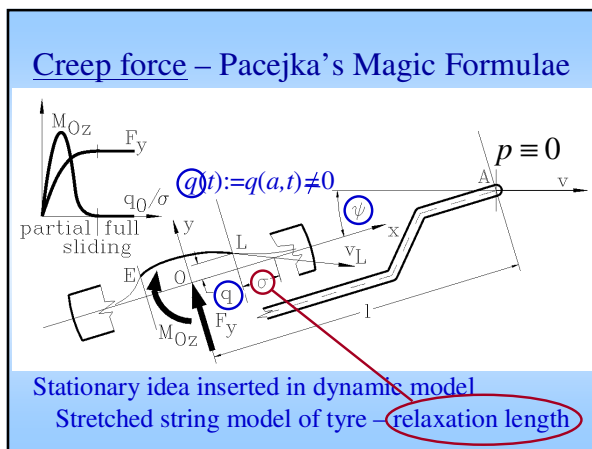 Creep force – Pacejka's Magic Formulae
M_Oz
F_y
q_0/σ
partial full
sliding
q(t):=q(a,t)≠0
p ≡ 0
A
v
ψ
y
x
L
v_L
E
O
q
σ
l
M_Oz
F_y
Stationary idea inserted in dynamic model
Stretched string model of tyre – relaxation length